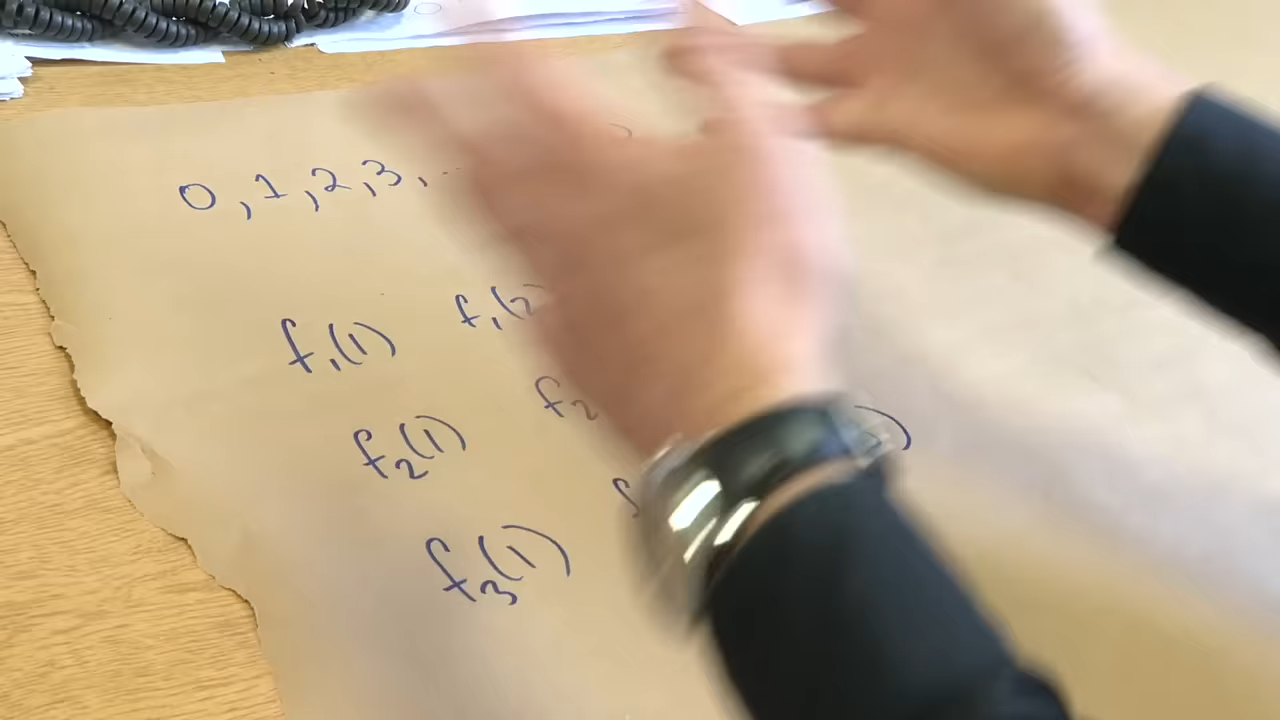 0, 1, 2, 3, ..
f₁(1) f₁(2)
f₂(1) f₂
f₃(1)